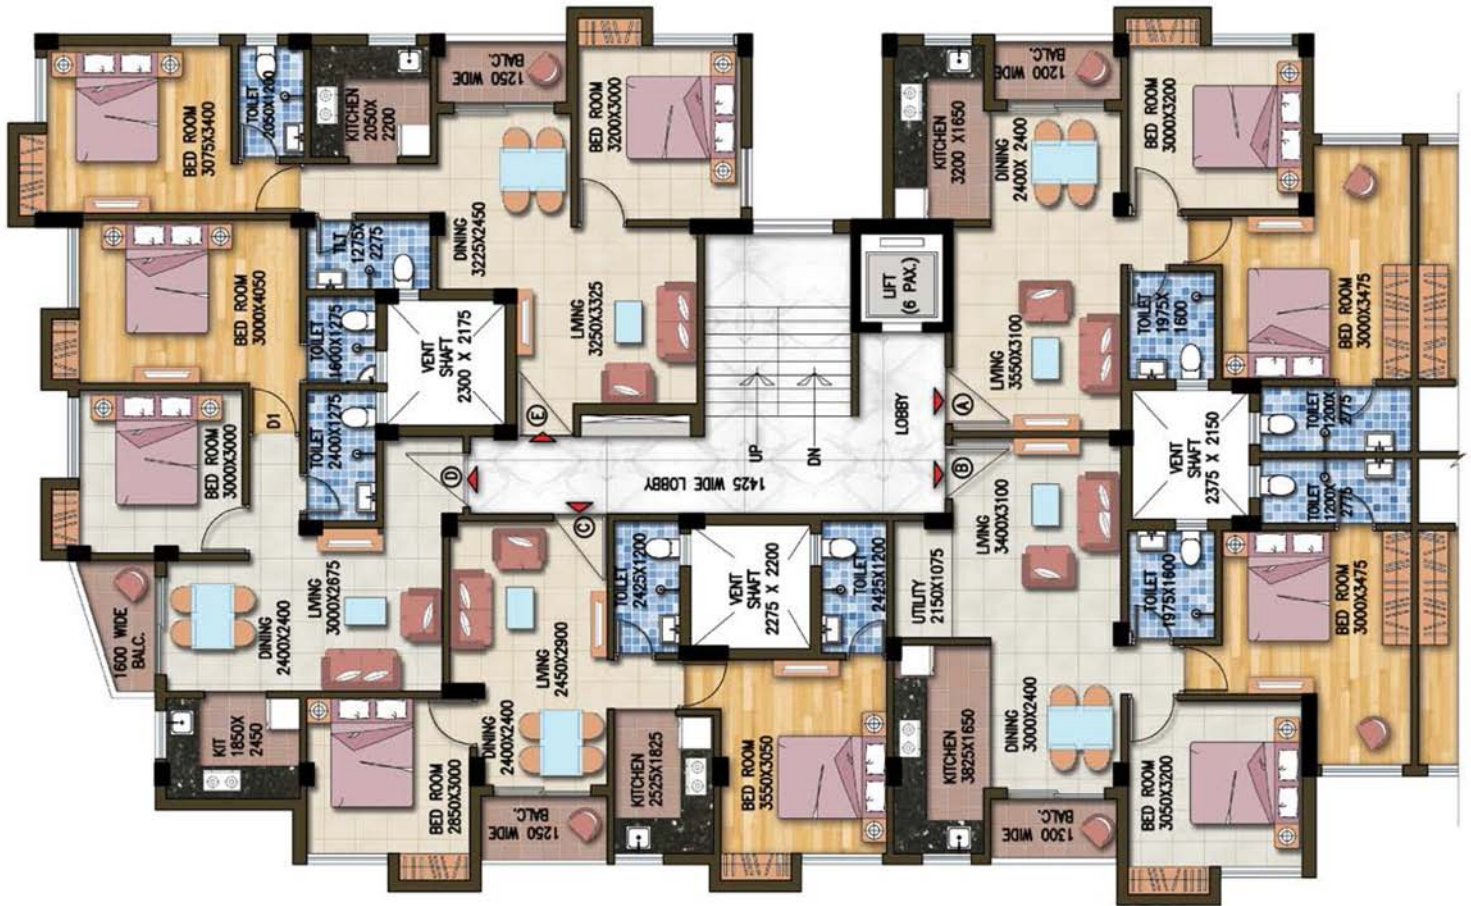 BED ROOM
3075X3400
TOILET
2050X1200
KITCHEN
2050X
2200
BALC.
1250 WIDE
BED ROOM
3200X3000
DINING
3225X2450
TLT
1275X
2275
BED ROOM
3000X4050
TOILET
1600X1275
VENT
SHAFT
2300 X 2175
LIVING
3250X3325
E
D1
BED ROOM
3000X3000
TOILET
2400X1275
D
C
1425 WIDE LOBBY
UP
DN
LOBBY
LIFT
(6 PAX.)
A
B
KITCHEN
3200 X1650
BALC.
1200 WIDE
DINING
2400X 2400
BED ROOM
3000X3200
LIVING
3550X3100
TOILET
1975X
1600
BED ROOM
3000X3475
VENT
SHAFT
2375 X 2150
TOILET
1200X
2775
TOILET
1200X
2775
LIVING
3400X3100
UTILITY
2150X1075
TOILET
1975X1600
BED ROOM
3000X3475
1600 WIDE
BALC.
DINING
2400X2400
LIVING
3000X2675
KIT
1850X
2450
BED ROOM
2850X3000
LIVING
2450X2900
DINING
2400X2400
BALC.
1250 WIDE
TOILET
2425X1200
VENT
SHAFT
2275 X 2200
TOILET
2425X1200
KITCHEN
2525X1825
BED ROOM
3550X3050
KITCHEN
3825X1650
DINING
3000X2400
BALC.
1300 WIDE
BED ROOM
3050X3200